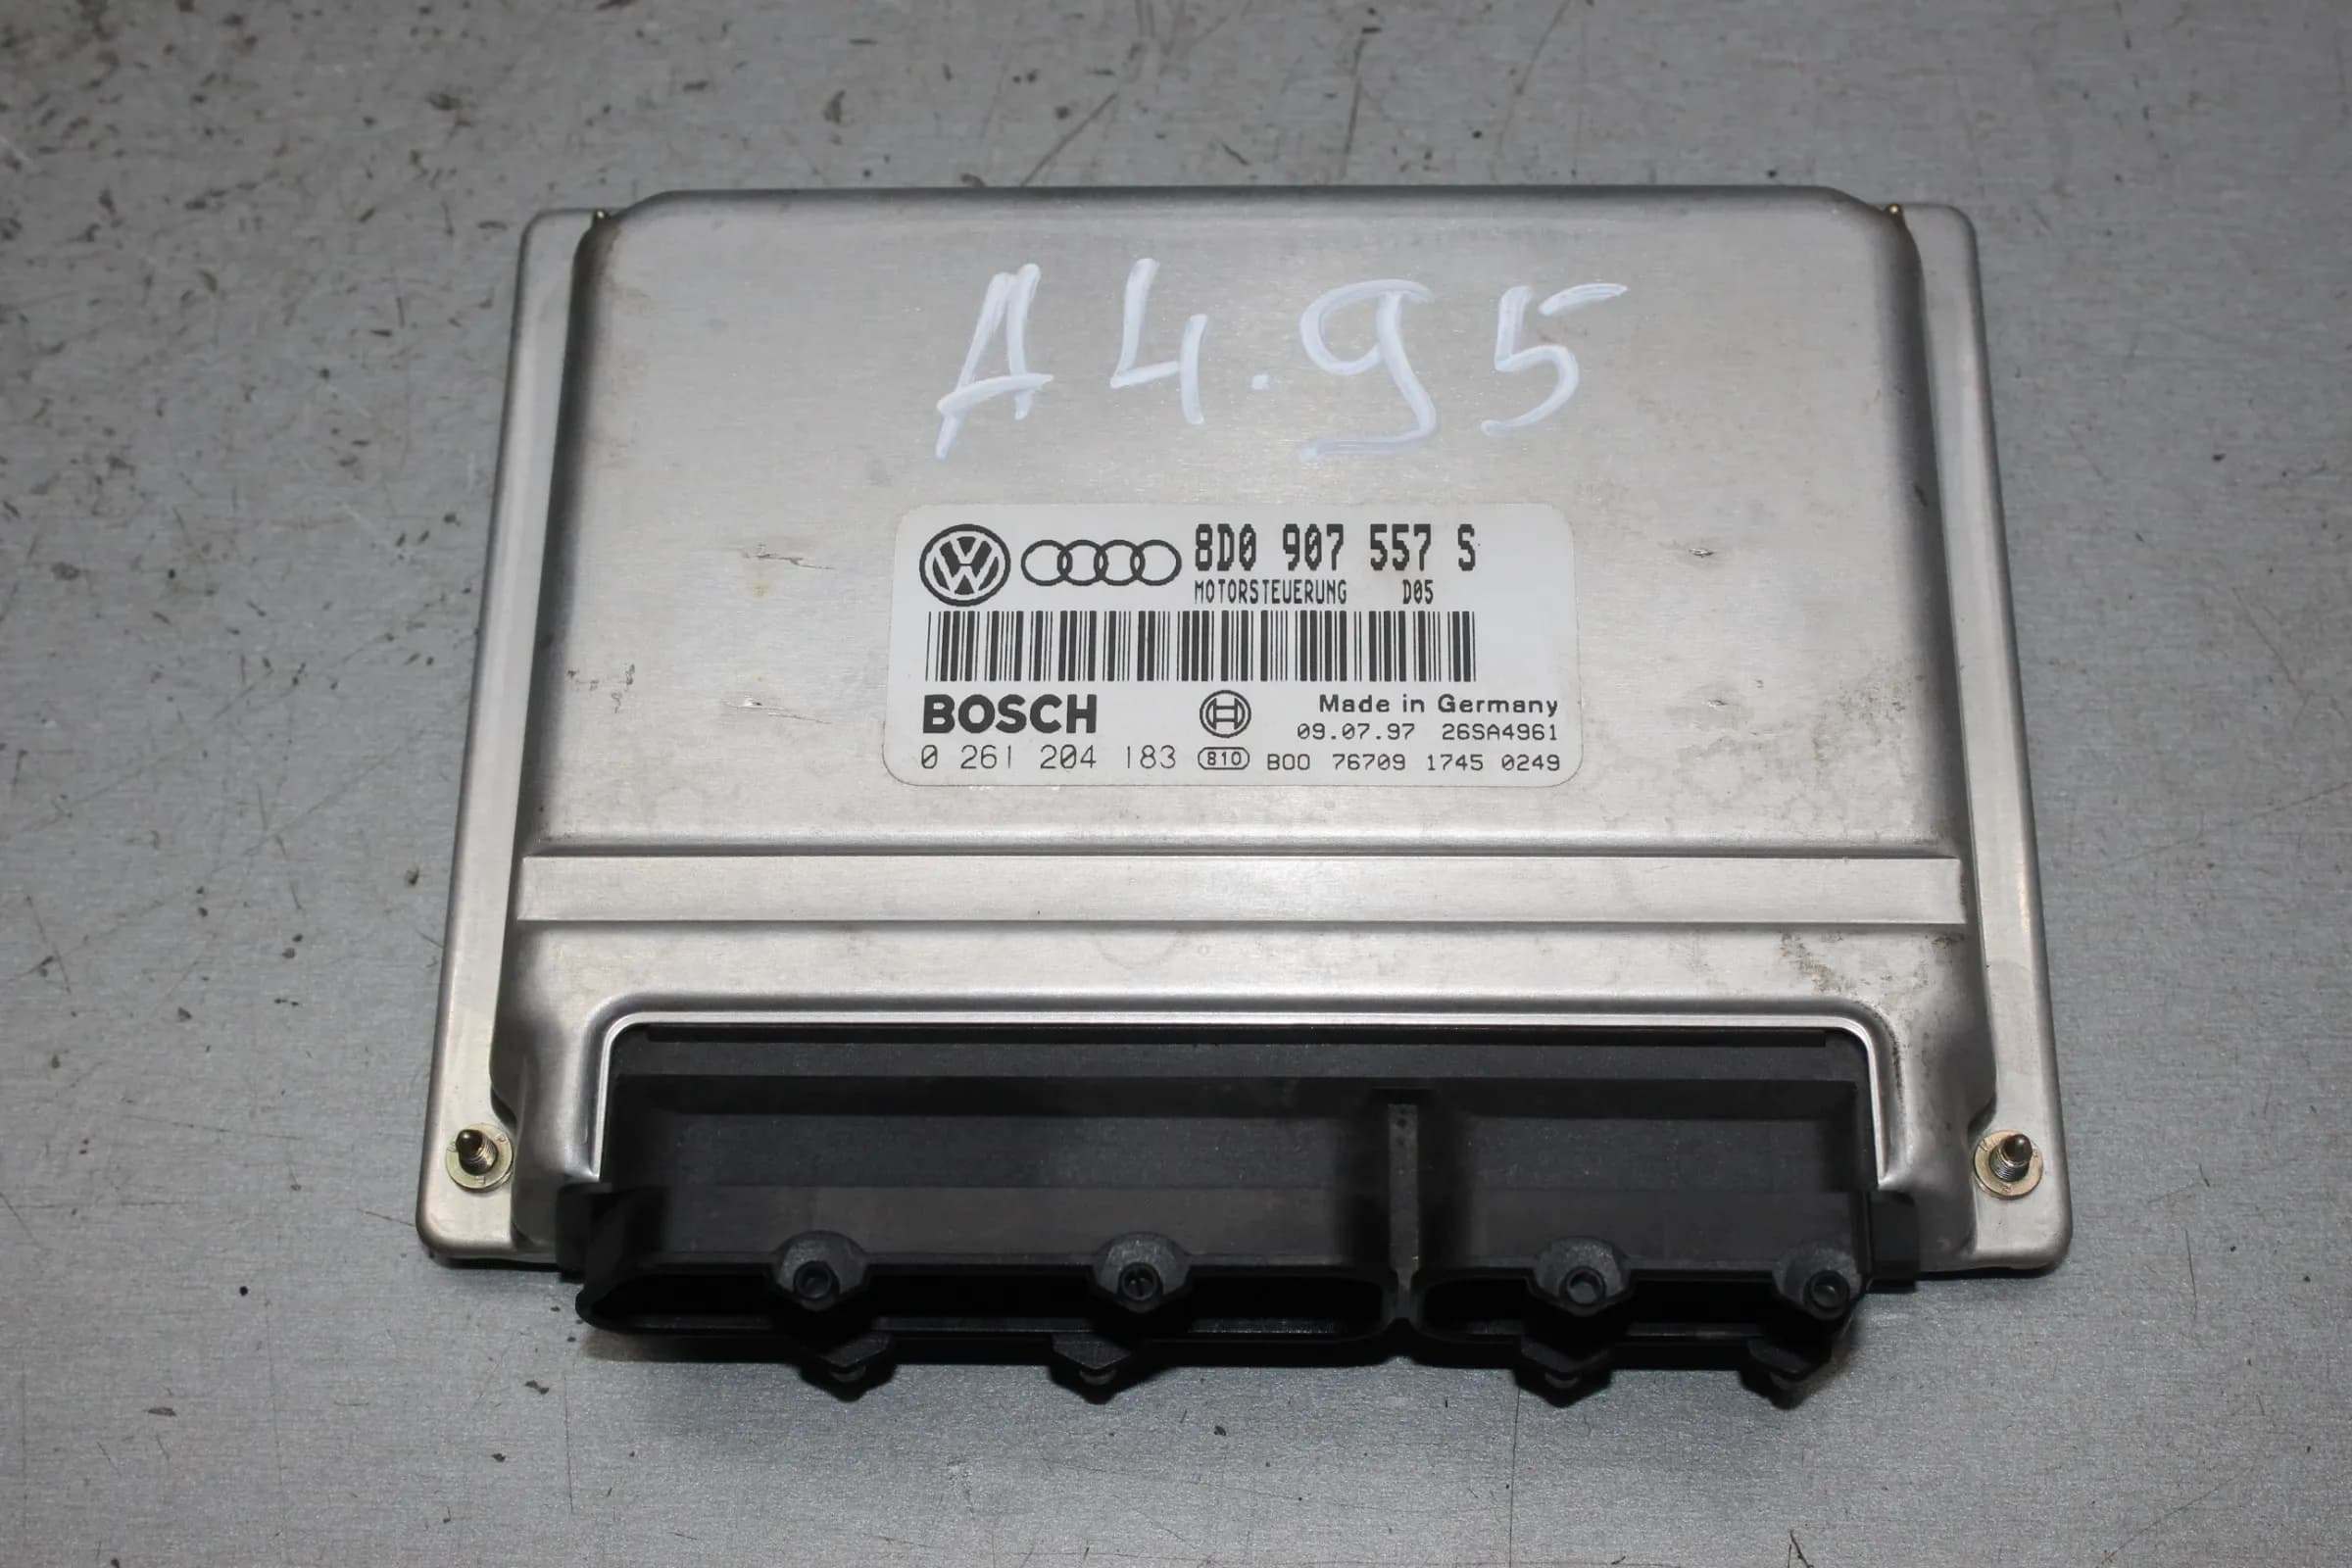 A4.95
8D0 907 557 S
MOTORSTEUERUNG D05
BOSCH
Made in Germany
09.07.97 26SA4961
0 261 204 183 810 B00 76709 1745 0249